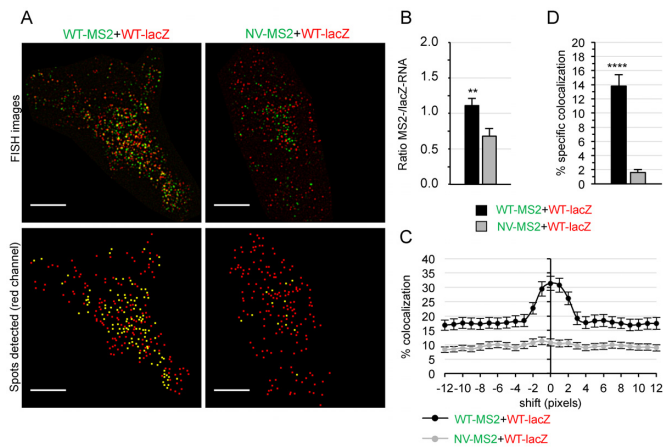 A
WT-MS2+WT-lacZ
NV-MS2+WT-lacZ
FISH images
Spots detected (red channel)
B
Ratio MS2-/lacZ-RNA
2.0
1.5
1.0
0.5
0.0
**
D
% specific colocalization
20
18
16
14
12
10
8
6
4
2
0
****
WT-MS2+WT-lacZ
NV-MS2+WT-lacZ
C
% colocalization
40
35
30
25
20
15
10
5
0
-12 -10 -8 -6 -4 -2 0 2 4 6 8 10 12
shift (pixels)
WT-MS2+WT-lacZ
NV-MS2+WT-lacZ